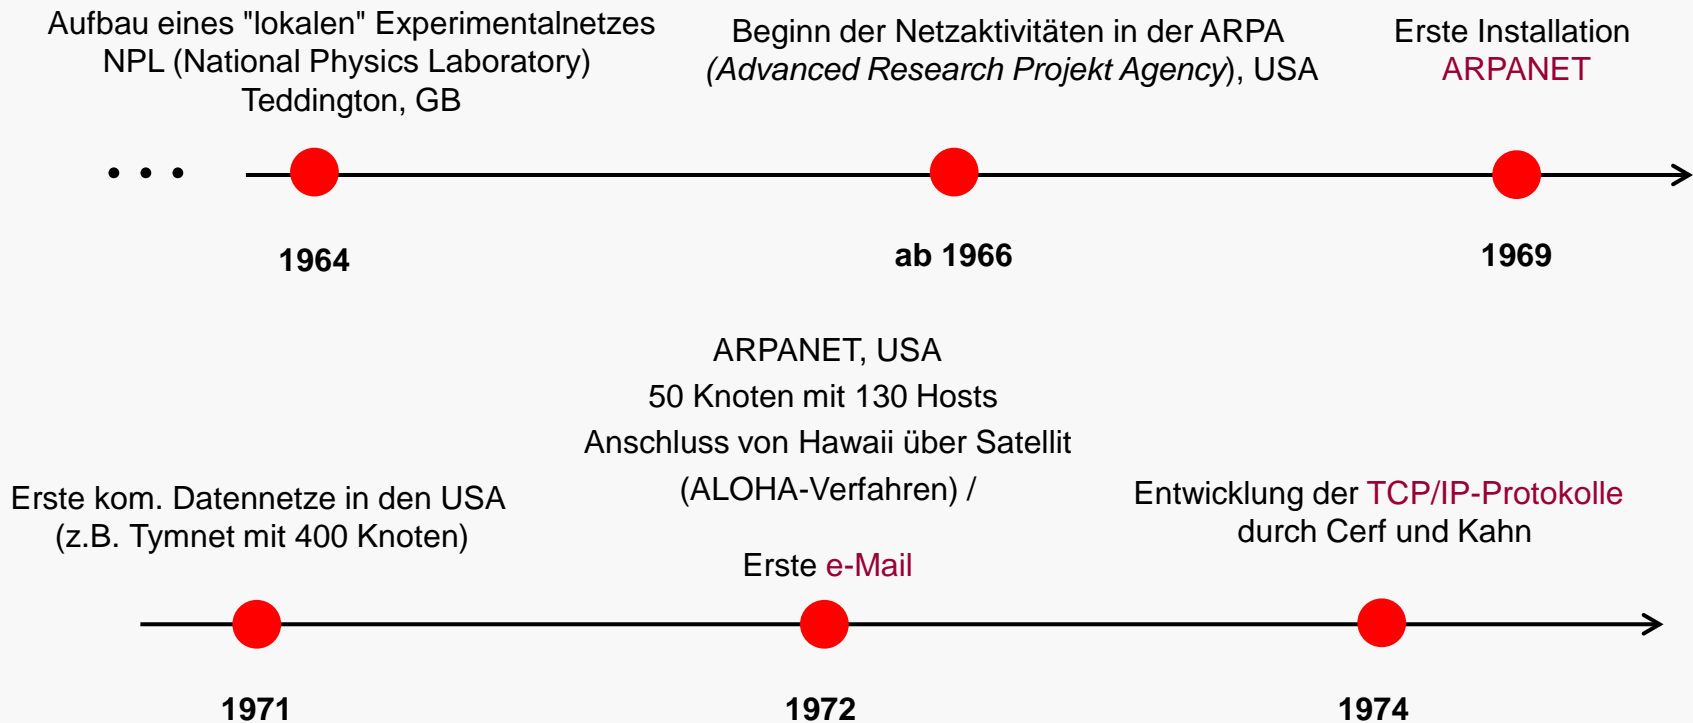 Aufbau eines "lokalen" Experimentalnetzes
NPL (National Physics Laboratory)
Teddington, GB
Beginn der Netzaktivitäten in der ARPA
(Advanced Research Projekt Agency), USA
Erste Installation
ARPANET
• • •
1964
ab 1966
1969
Erste kom. Datennetze in den USA
(z.B. Tymnet mit 400 Knoten)
ARPANET, USA
50 Knoten mit 130 Hosts
Anschluss von Hawaii über Satellit
(ALOHA-Verfahren) /
Erste e-Mail
Entwicklung der TCP/IP-Protokolle
durch Cerf und Kahn
1971
1972
1974